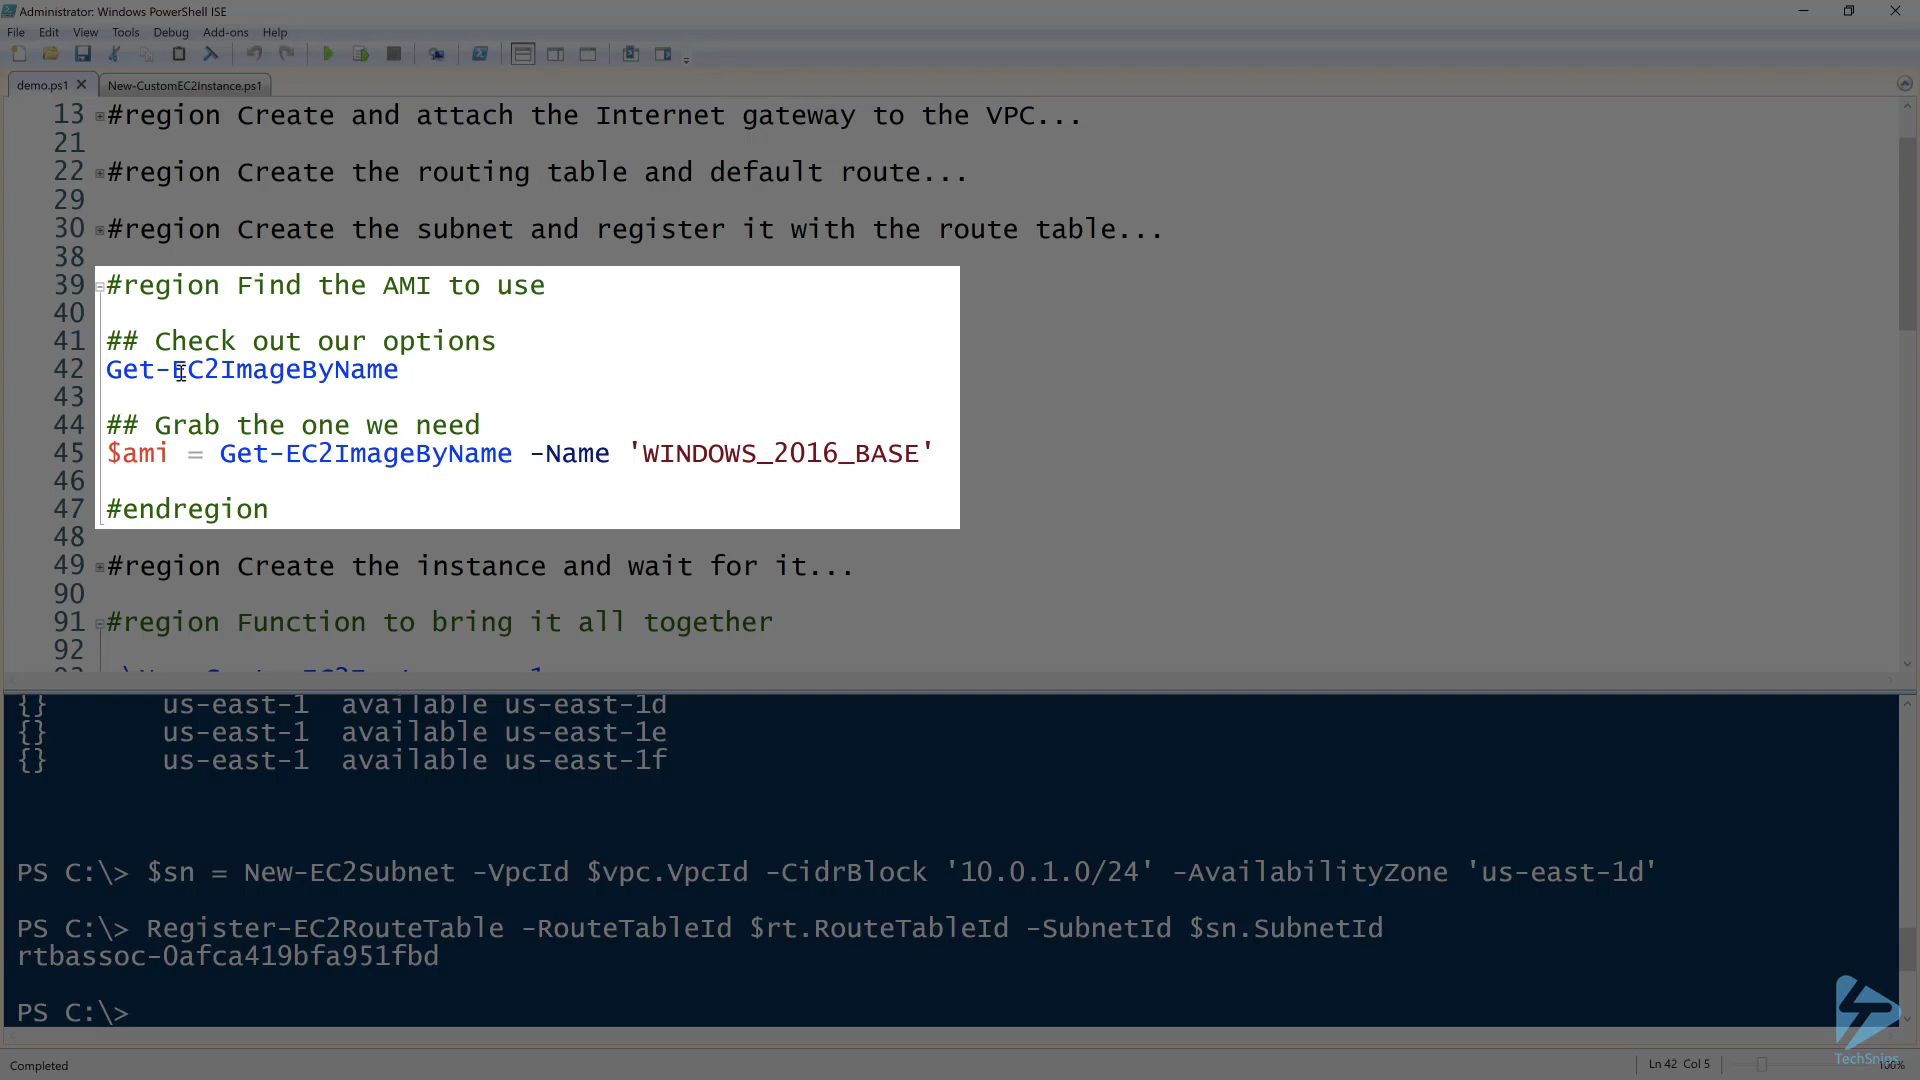 Administrator: Windows PowerShell ISE
File Edit View Tools Debug Add-ons Help
demo.ps1 New-CustomEC2Instance.ps1
13 #region Create and attach the Internet gateway to the VPC...
21
22 #region Create the routing table and default route...
29
30 #region Create the subnet and register it with the route table...
38
39 #region Find the AMI to use
40
41 ## Check out our options
42 Get-EC2ImageByName
43
44 ## Grab the one we need
45 $ami = Get-EC2ImageByName -Name 'WINDOWS_2016_BASE'
46
47 #endregion
48
49 #region Create the instance and wait for it...
90
91 #region Function to bring it all together
92
{} us-east-1 available us-east-1d
{} us-east-1 available us-east-1e
{} us-east-1 available us-east-1f
PS C:\> $sn = New-EC2Subnet -VpcId $vpc.VpcId -CidrBlock '10.0.1.0/24' -AvailabilityZone 'us-east-1d'
PS C:\> Register-EC2RouteTable -RouteTableId $rt.RouteTableId -SubnetId $sn.SubnetId
rtbassoc-0afca419bfa951fbd
PS C:\>
TechSnips
Completed Ln 42 Col 5 100%